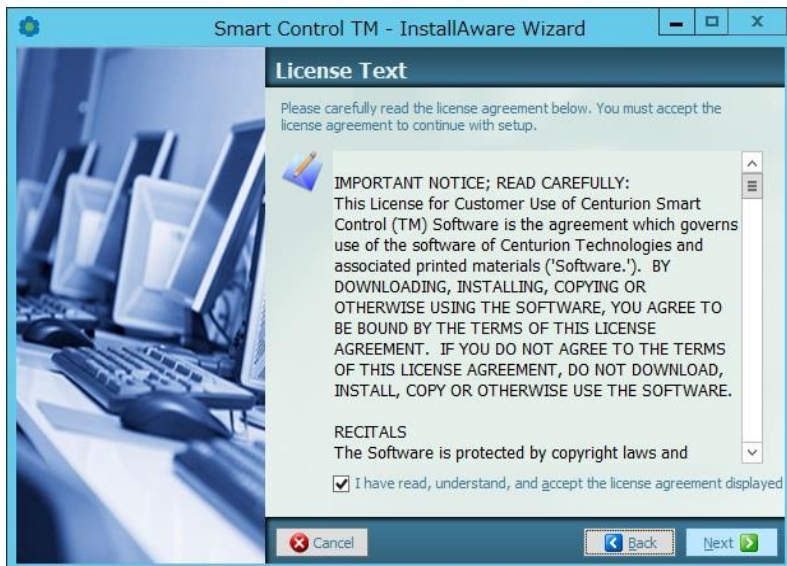 Smart Control TM - InstallAware Wizard
License Text
Please carefully read the license agreement below. You must accept the
license agreement to continue with setup.
IMPORTANT NOTICE; READ CAREFULLY:
This License for Customer Use of Centurion Smart
Control (TM) Software is the agreement which governs
use of the software of Centurion Technologies and
associated printed materials ('Software.').  BY
DOWNLOADING, INSTALLING, COPYING OR
OTHERWISE USING THE SOFTWARE, YOU AGREE TO
BE BOUND BY THE TERMS OF THIS LICENSE
AGREEMENT.  IF YOU DO NOT AGREE TO THE TERMS
OF THIS LICENSE AGREEMENT, DO NOT DOWNLOAD,
INSTALL, COPY OR OTHERWISE USE THE SOFTWARE.
RECITALS
The Software is protected by copyright laws and
I have read, understand, and accept the license agreement displayed
Cancel
Back
Next